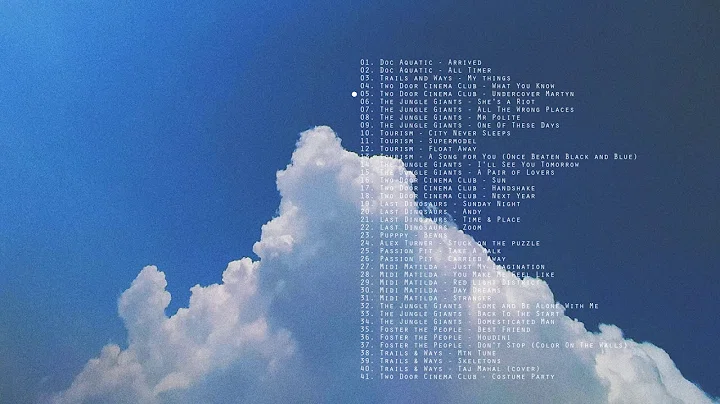 01. Doc Aquatic - Arrived
02. Doc Aquatic - All Timer
03. Trails and Ways - My things
04. Two Door Cinema Club - What You Know
05. Two Door Cinema Club - Undercover Martyn
06. The Jungle Giants - She's a Riot
07. The Jungle Giants - All The Wrong Places
08. The Jungle Giants - Mr Polite
09. The Jungle Giants - One Of These Days
10. Tourism - City Never Sleeps
11. Tourism - Supermodel
12. Tourism - Float Away
13. Tourism - A Song for You (Once Beaten Black and Blue)
14. The Jungle Giants - I'll See You Tomorrow
15. The Jungle Giants - A Pair of Lovers
16. Two Door Cinema Club - Sun
17. Two Door Cinema Club - Handshake
18. Two Door Cinema Club - Next Year
19. Last Dinosaurs - Sunday Night
20. Last Dinosaurs - Andy
21. Last Dinosaurs - Time & Place
22. Last Dinosaurs - Zoom
23. Pupppy - Beans
24. Alex Turner - Stuck on the puzzle
25. Passion Pit - Take A Walk
26. Passion Pit - Carried Away
27. Midi Matilda - Just My Imagination
28. Midi Matilda - You Make Me Feel Like
29. Midi Matilda - Red Light District
30. Midi Matilda - Day Dreams
31. Midi Matilda - Stranger
32. The Jungle Giants - Come and Be Alone With Me
33. The Jungle Giants - Back To The Start
34. The Jungle Giants - Domesticated Man
35. Foster the People - Best Friend
36. Foster the People - Houdini
37. Foster the People - Don't Stop (Color On The Walls)
38. Trails & Ways - Mtn Tune
39. Trails & Ways - Skeletons
40. Trails & Ways - Taj Mahal (cover)
41. Two Door Cinema Club - Costume Party